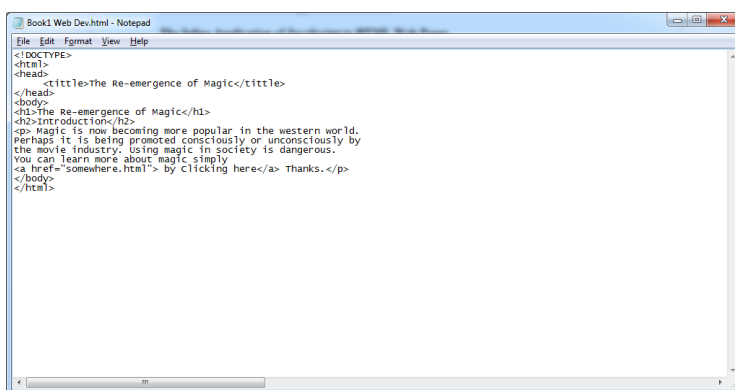 Book1 Web Dev.html - Notepad
File Edit Format View Help
<!DOCTYPE>
<html>
<head>
<tittle>The Re-emergence of Magic</tittle>
</head>
<body>
<h1>The Re-emergence of Magic</h1>
<h2>Introduction</h2>
<p> Magic is now becoming more popular in the western world.
Perhaps it is being promoted consciously or unconsciously by
the movie industry. Using magic in society is dangerous.
You can learn more about magic simply
<a href="somewhere.html"> by Clicking here</a> Thanks.</p>
</body>
</html>